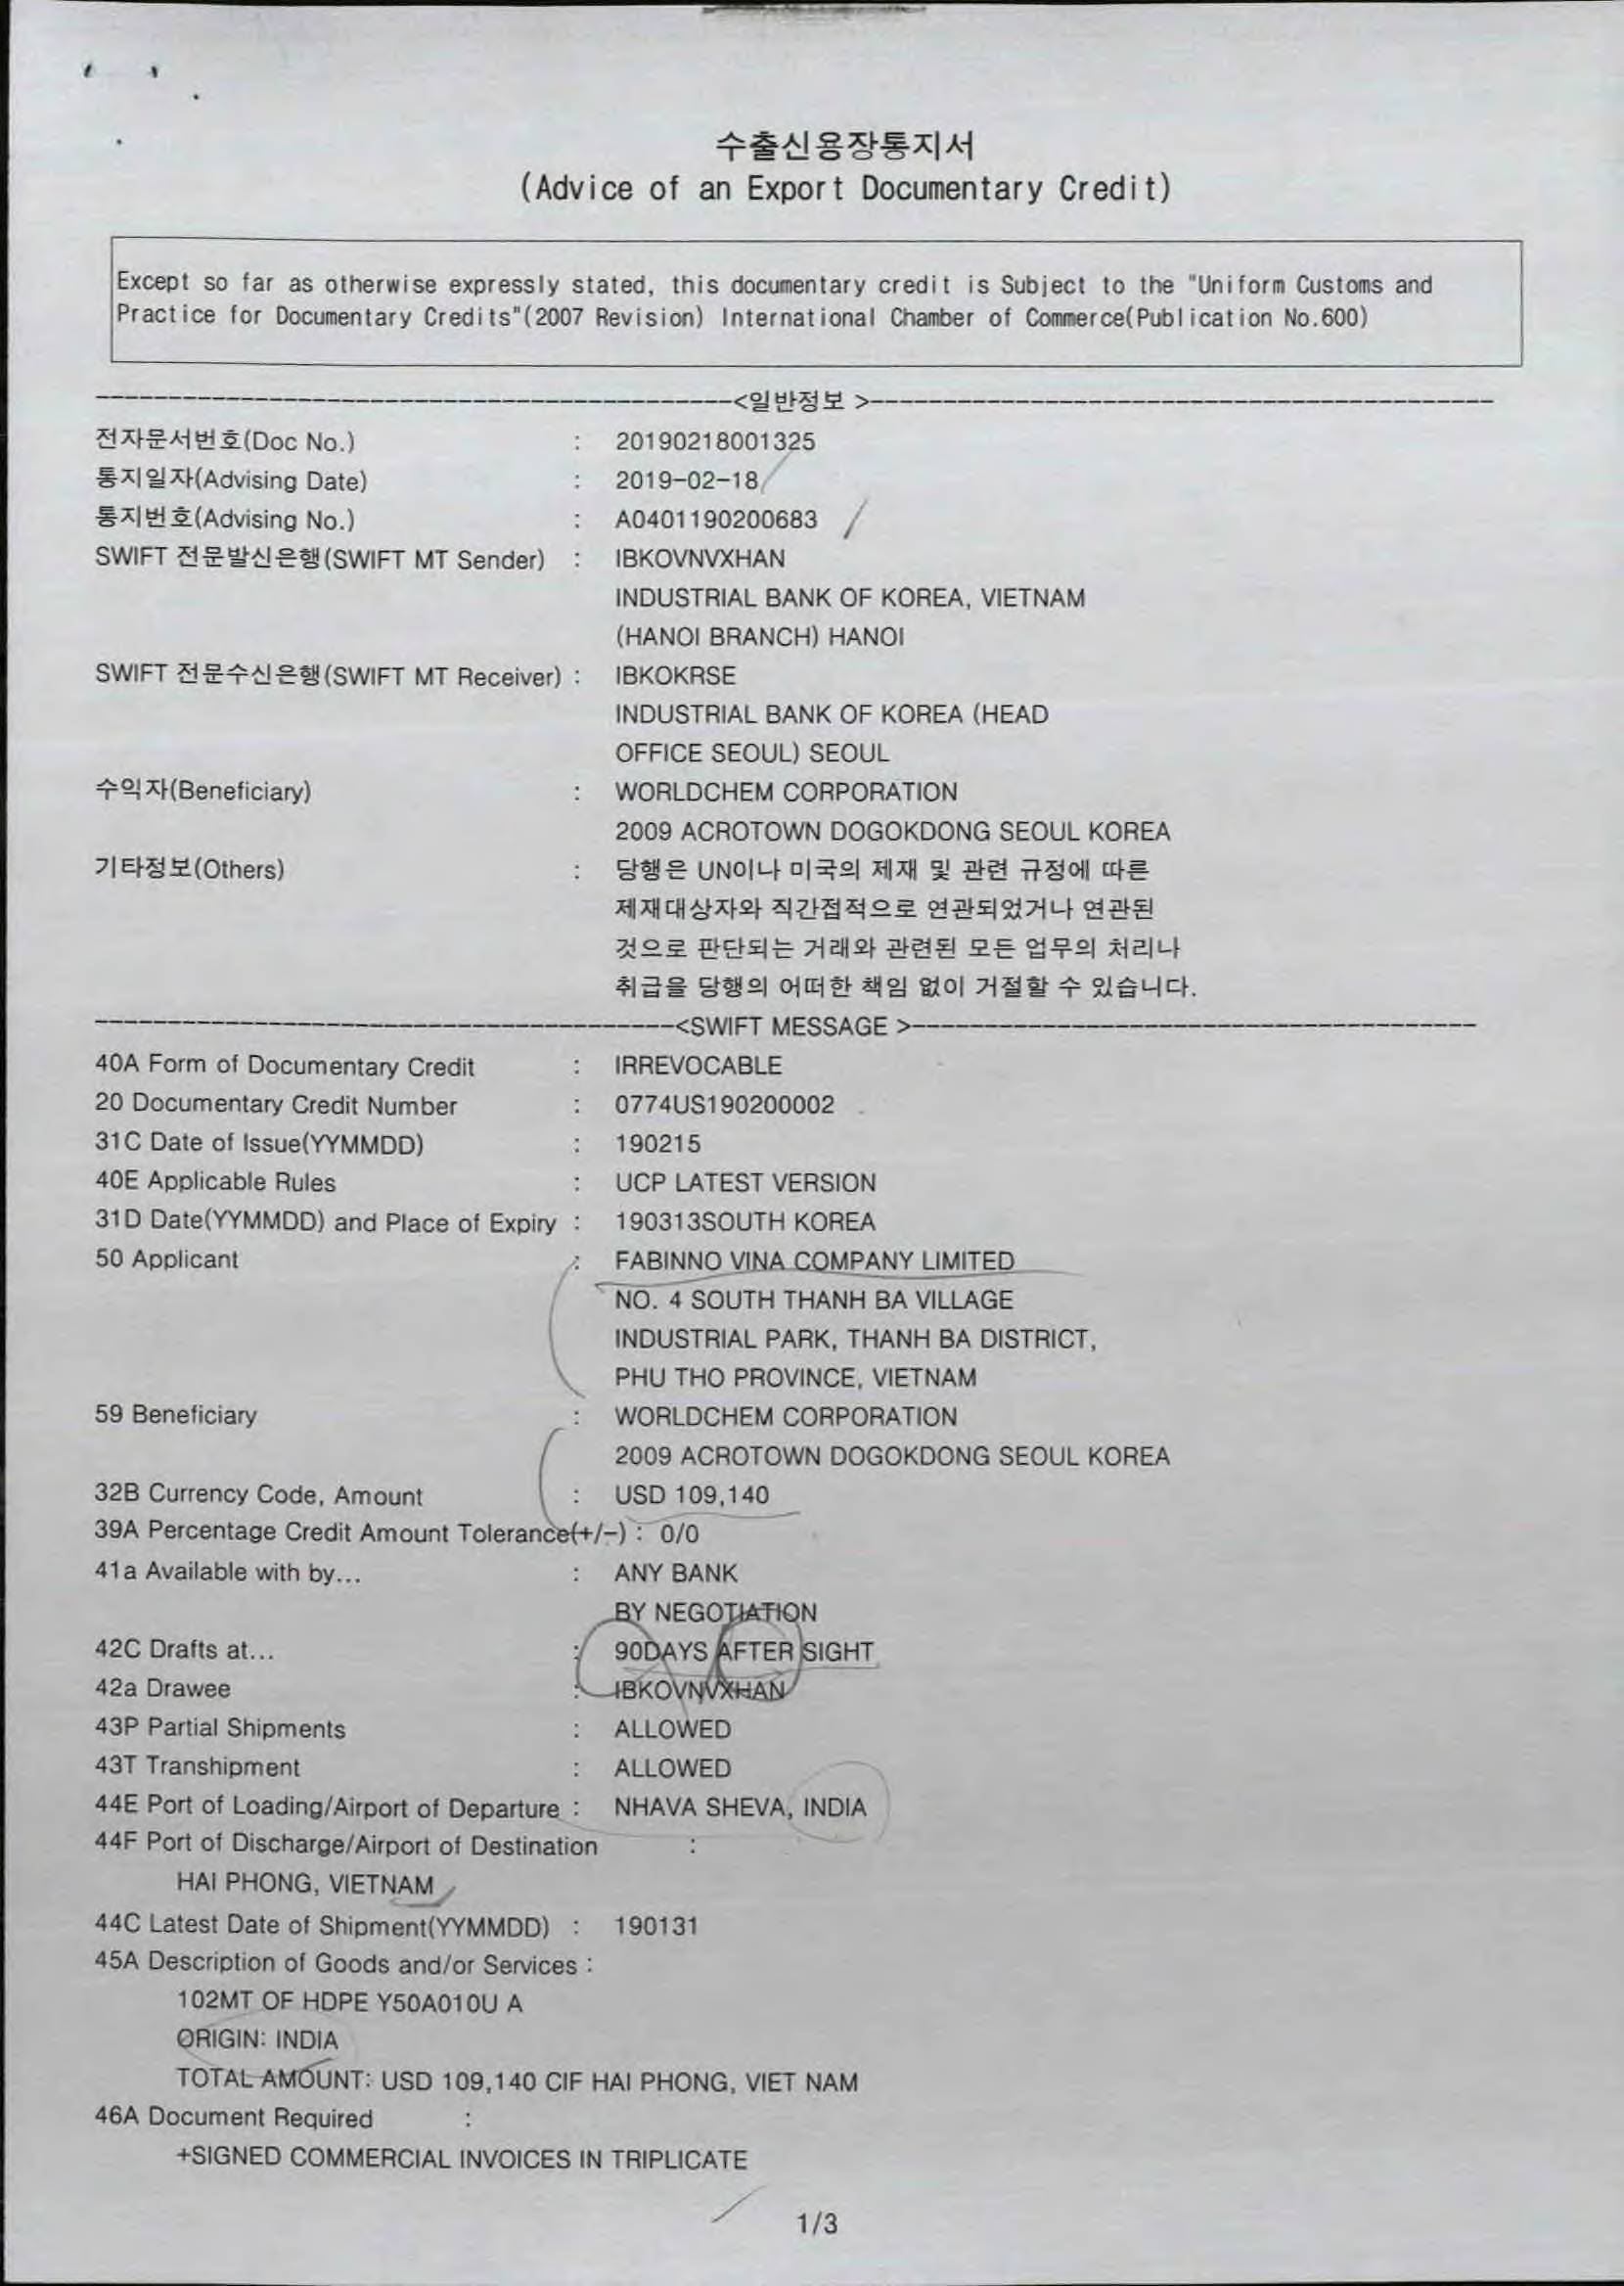 수출신용장통지서
(Advice of an Export Documentary Credit)
Except so far as otherwise expressly stated, this documentary credit is Subject to the "Uniform Customs and
Practice for Documentary Credits"(2007 Revision) International Chamber of Commerce(Publication No.600)
<일반정보 >
전자문서번호(Doc No.) : 20190218001325
통지일자(Advising Date) : 2019-02-18
통지번호(Advising No.) : A0401190200683
SWIFT 전문발신은행(SWIFT MT Sender) : IBKOVNVXHAN
INDUSTRIAL BANK OF KOREA, VIETNAM
(HANOI BRANCH) HANOI
SWIFT 전문수신은행(SWIFT MT Receiver) : IBKOKRSE
INDUSTRIAL BANK OF KOREA (HEAD
OFFICE SEOUL) SEOUL
수익자(Beneficiary) : WORLDCHEM CORPORATION
2009 ACROTOWN DOGOKDONG SEOUL KOREA
기타정보(Others) : 당행은 UN이나 미국의 제재 및 관련 규정에 따른
제재대상자와 직간접적으로 연관되었거나 연관된
것으로 판단되는 거래와 관련된 모든 업무의 처리나
취급을 당행의 어떠한 책임 없이 거절할 수 있습니다.
<SWIFT MESSAGE >
40A Form of Documentary Credit : IRREVOCABLE
20 Documentary Credit Number : 0774US190200002
31C Date of Issue(YYMMDD) : 190215
40E Applicable Rules : UCP LATEST VERSION
31D Date(YYMMDD) and Place of Expiry : 190313SOUTH KOREA
50 Applicant : FABINNO VINA COMPANY LIMITED
NO. 4 SOUTH THANH BA VILLAGE
INDUSTRIAL PARK, THANH BA DISTRICT,
PHU THO PROVINCE, VIETNAM
59 Beneficiary : WORLDCHEM CORPORATION
2009 ACROTOWN DOGOKDONG SEOUL KOREA
32B Currency Code, Amount : USD 109,140
39A Percentage Credit Amount Tolerance(+/-) : 0/0
41a Available with by... : ANY BANK
BY NEGOTIATION
42C Drafts at... : 90DAYS AFTER SIGHT
42a Drawee : IBKOVNVXHAN
43P Partial Shipments : ALLOWED
43T Transhipment : ALLOWED
44E Port of Loading/Airport of Departure : NHAVA SHEVA, INDIA
44F Port of Discharge/Airport of Destination :
HAI PHONG, VIETNAM
44C Latest Date of Shipment(YYMMDD) : 190131
45A Description of Goods and/or Services :
102MT OF HDPE Y50A010U A
ORIGIN: INDIA
TOTAL AMOUNT: USD 109,140 CIF HAI PHONG, VIET NAM
46A Document Required :
+SIGNED COMMERCIAL INVOICES IN TRIPLICATE
1/3